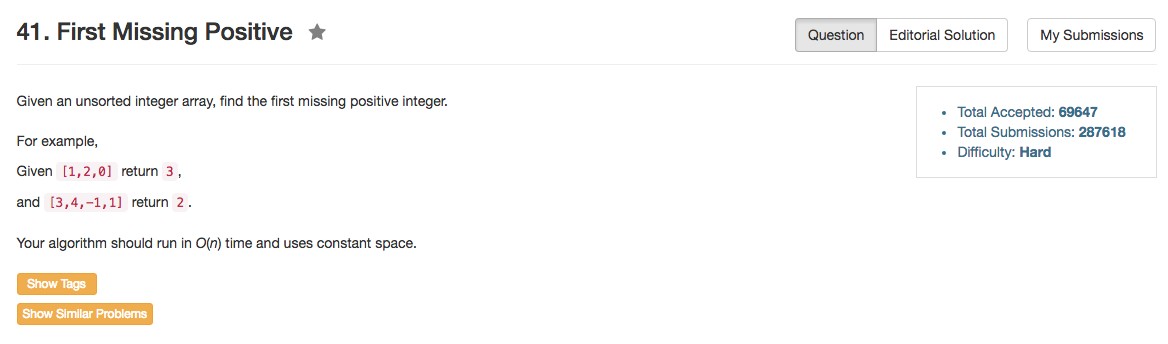 41. First Missing Positive
Question Editorial Solution My Submissions
Given an unsorted integer array, find the first missing positive integer.
For example,
Given [1,2,0] return 3 ,
and [3,4,-1,1] return 2 .
Your algorithm should run in O(n) time and uses constant space.
Show Tags
Show Similar Problems
• Total Accepted: 69647
• Total Submissions: 287618
• Difficulty: Hard